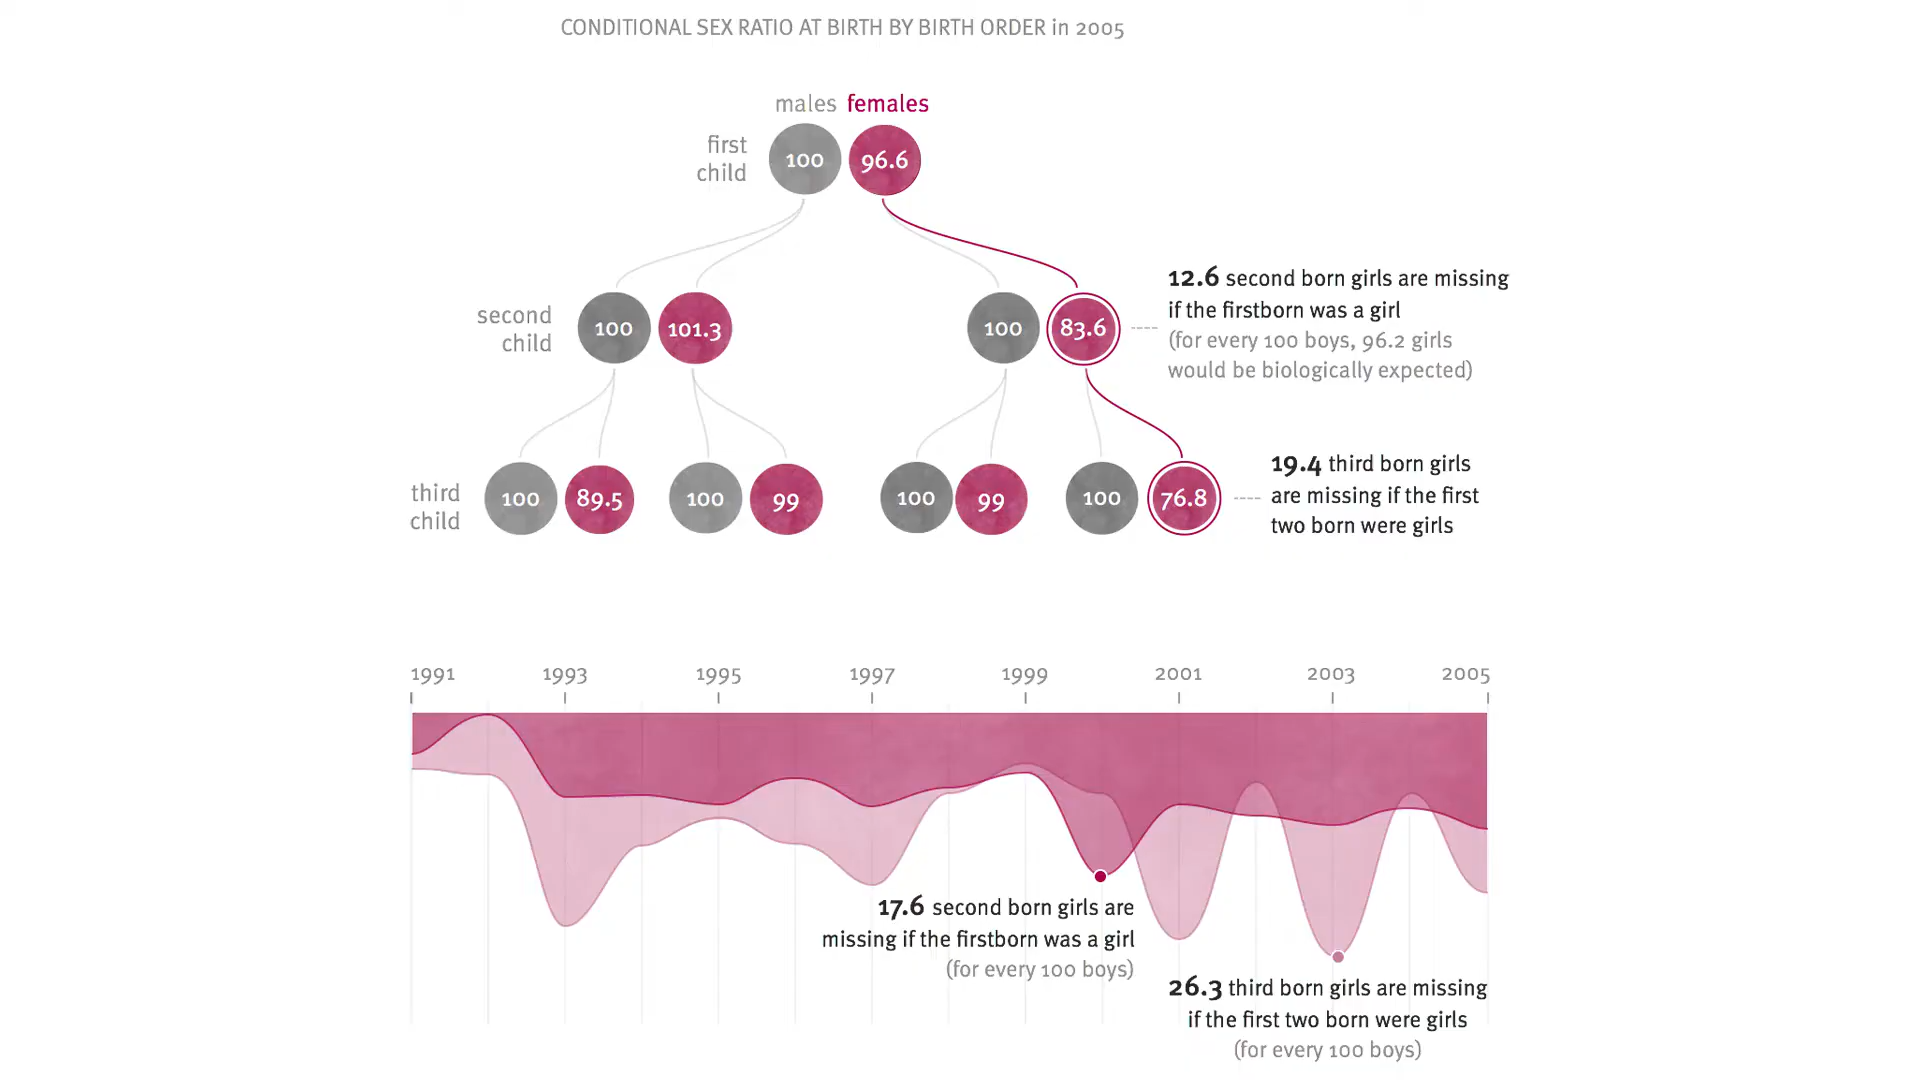 CONDITIONAL SEX RATIO AT BIRTH BY BIRTH ORDER in 2005
males females
first
child
100 96.6
second
child
100 101.3 100 83.6
12.6 second born girls are missing
if the firstborn was a girl
(for every 100 boys, 96.2 girls
would be biologically expected)
third
child
100 89.5 100 99 100 99 100 76.8
19.4 third born girls
are missing if the first
two born were girls
1991 1993 1995 1997 1999 2001 2003 2005
17.6 second born girls are
missing if the firstborn was a girl
(for every 100 boys)
26.3 third born girls are missing
if the first two born were girls
(for every 100 boys)